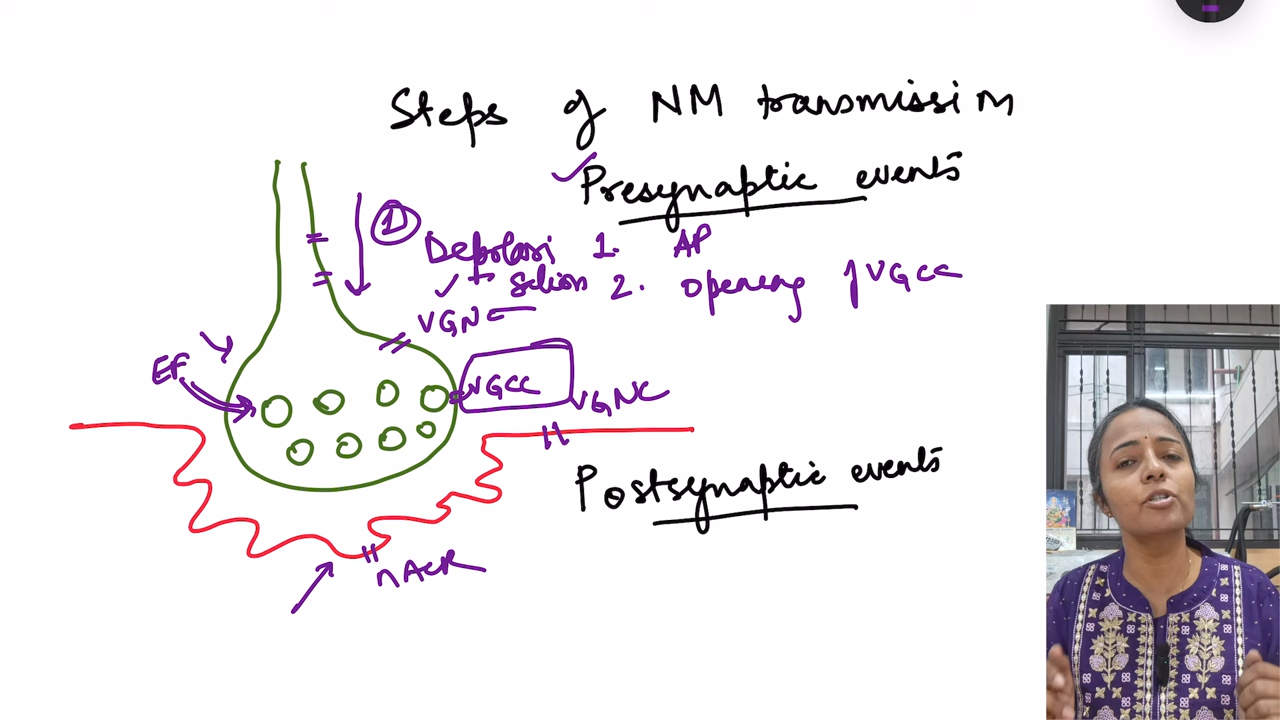 Steps of NM transmission
Presynaptic events
1
Depolari 1. AP
sation 2. opening of VGCC
VGNC
EF
VGCC
VGNC
Postsynaptic events
nAChR